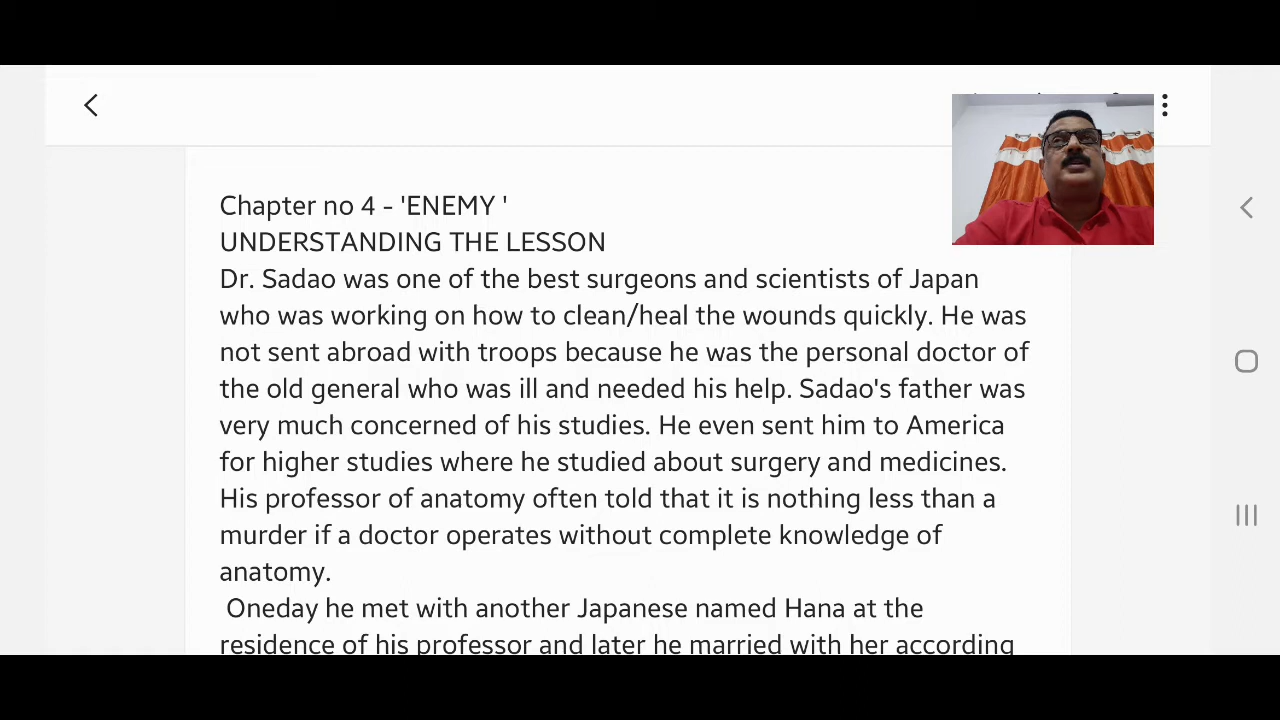 Chapter no 4 - 'ENEMY '
UNDERSTANDING THE LESSON
Dr. Sadao was one of the best surgeons and scientists of Japan
who was working on how to clean/heal the wounds quickly. He was
not sent abroad with troops because he was the personal doctor of
the old general who was ill and needed his help. Sadao's father was
very much concerned of his studies. He even sent him to America
for higher studies where he studied about surgery and medicines.
His professor of anatomy often told that it is nothing less than a
murder if a doctor operates without complete knowledge of
anatomy.
Oneday he met with another Japanese named Hana at the
residence of his professor and later he married with her according